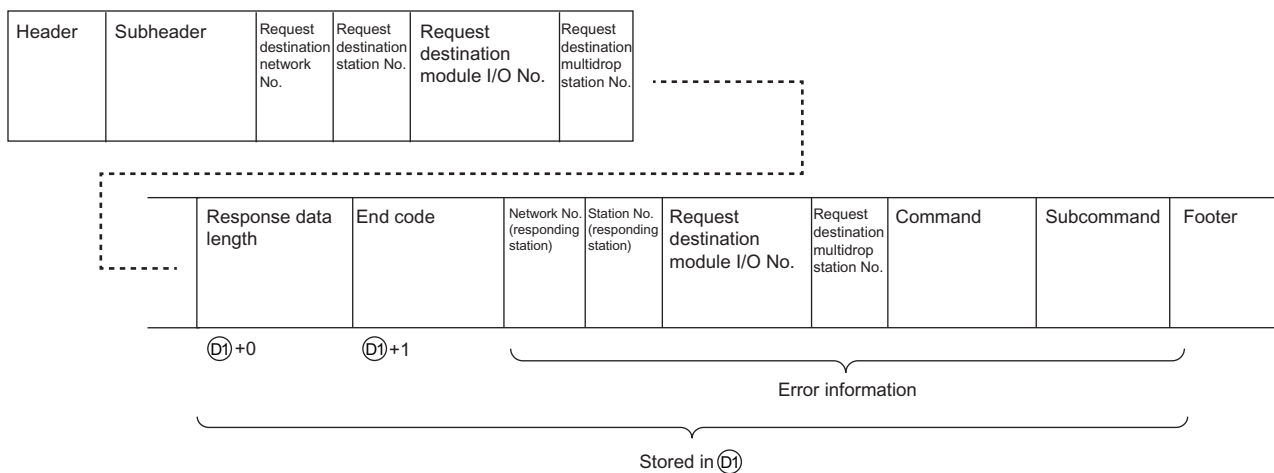 Header
Subheader
Request
destination
network
No.
Request
destination
station No.
Request
destination
module I/O No.
Request
destination
multidrop
station No.
Response data
length
End code
Network No.
(responding
station)
Station No.
(responding
station)
Request
destination
module I/O No.
Request
destination
multidrop
station No.
Command
Subcommand
Footer
(D1)+0
(D1)+1
Error information
Stored in (D1)